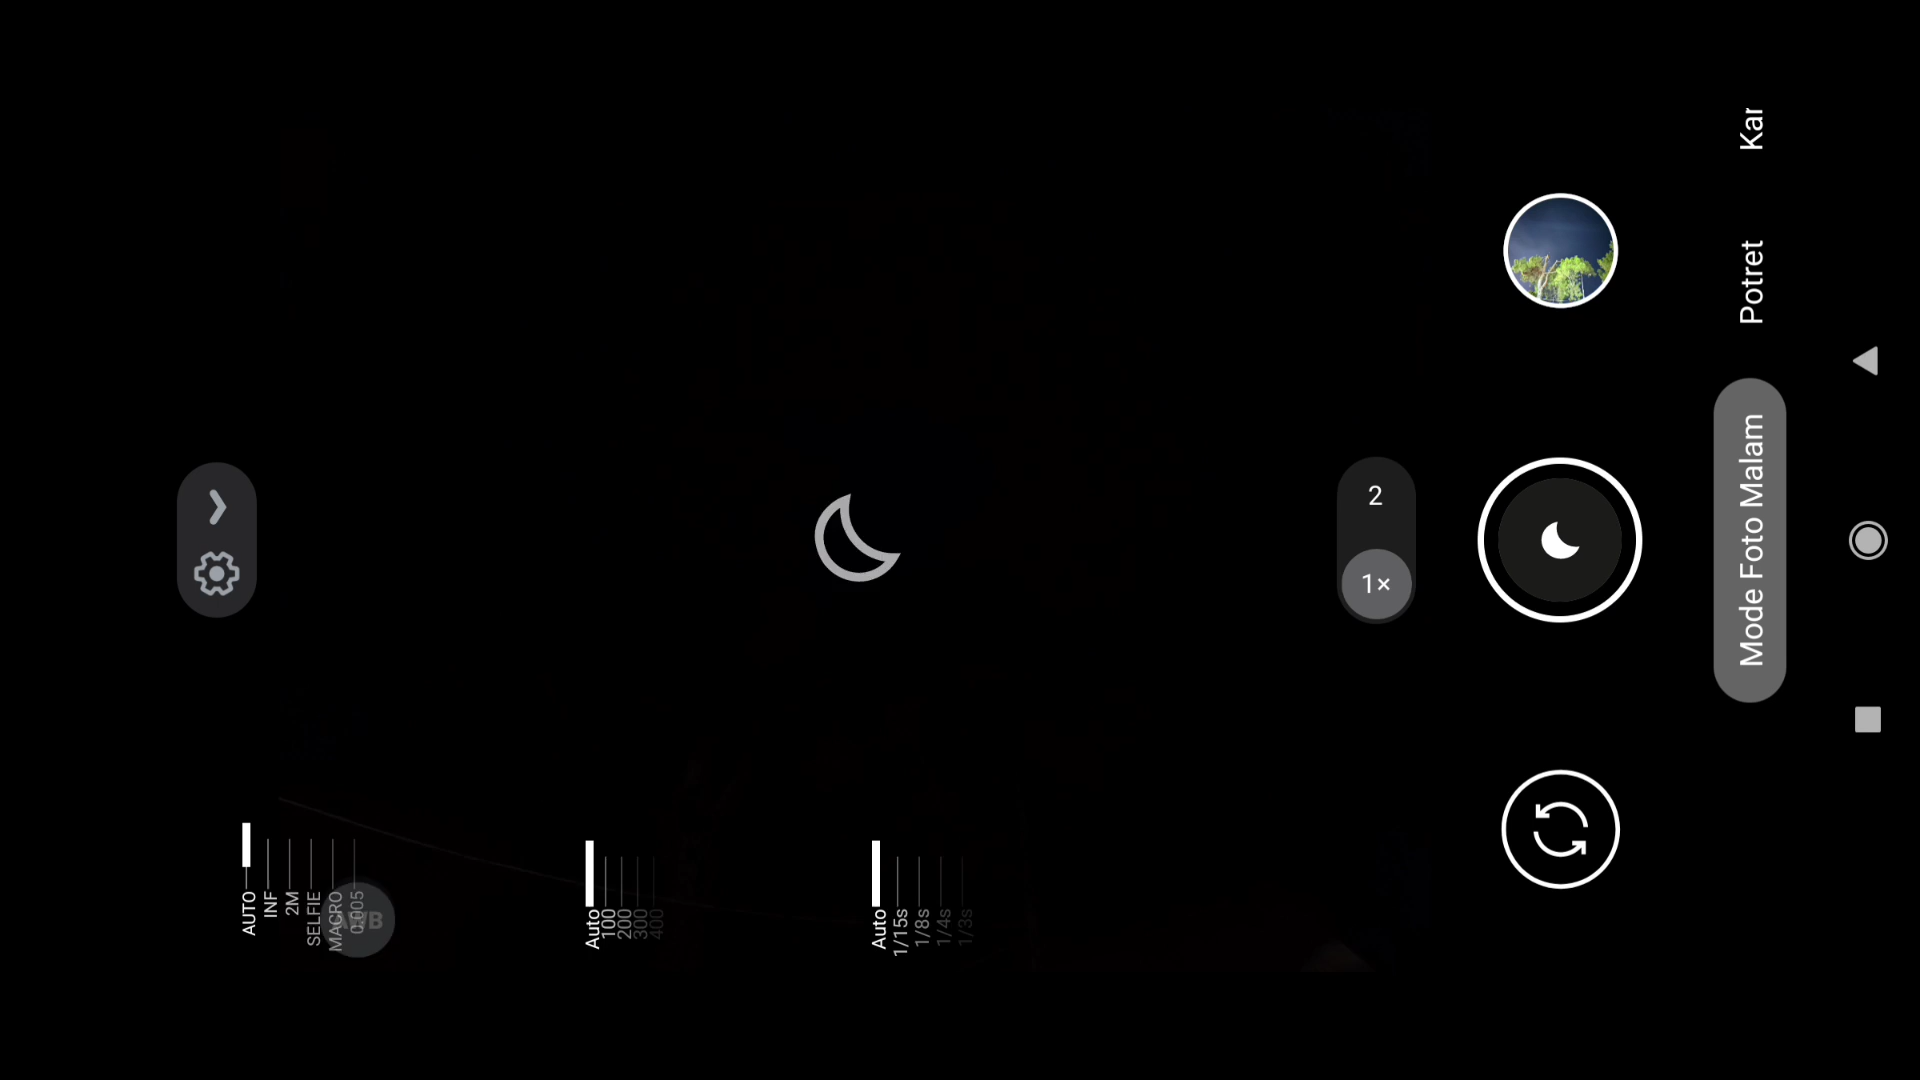 AUTO
INF
2M
SELFIE
MACRO
0.005
AWB
Auto
100
200
300
400
Auto
1/15s
1/8s
1/4s
1/3s
2
1×
Mode Foto Malam
Potret
Kar